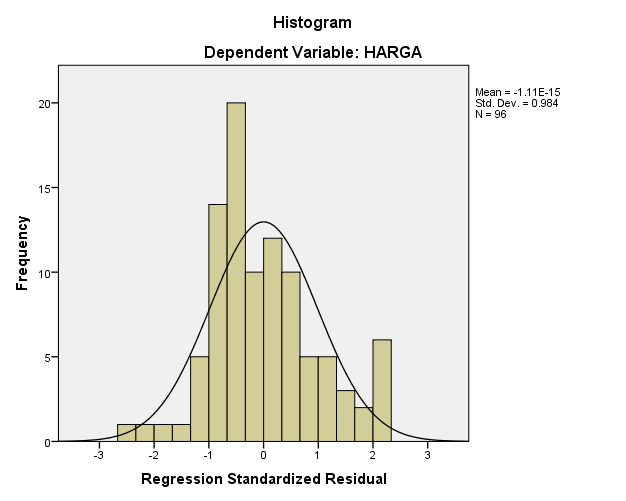 Histogram
Dependent Variable: HARGA
Mean = -1.11E-15
Std. Dev. = 0.984
N = 96
Frequency
20
15
10
5
0
-3 -2 -1 0 1 2 3
Regression Standardized Residual